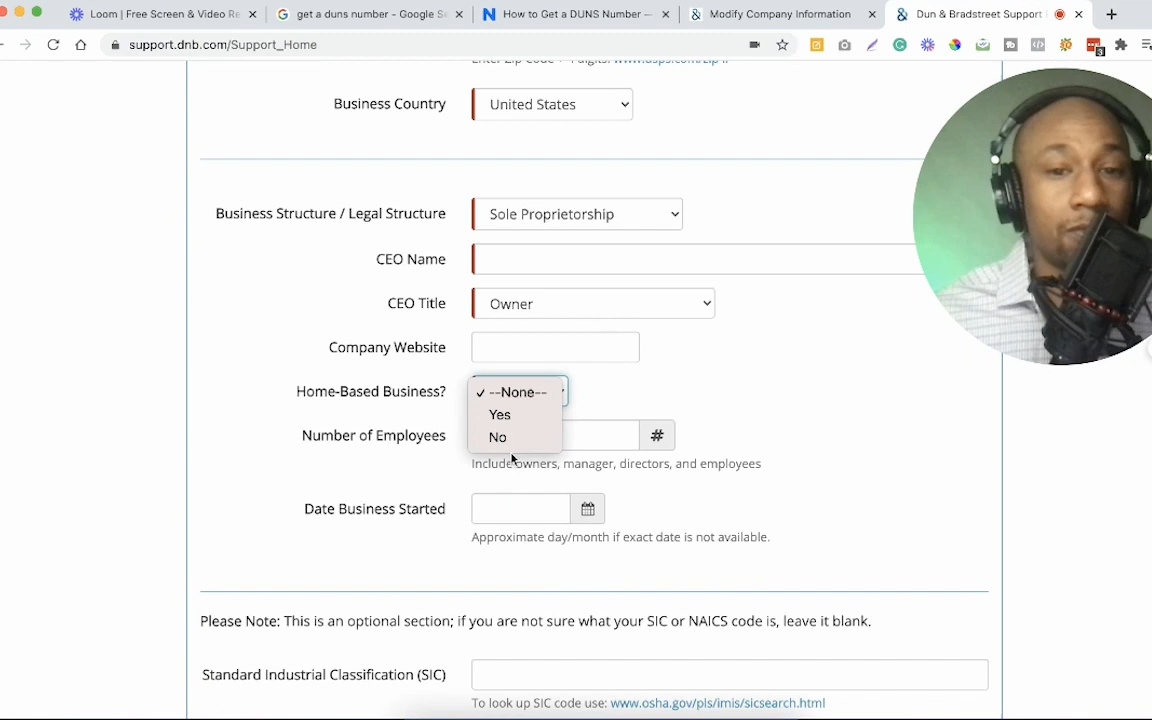 Loom | Free Screen & Video Re
get a duns number – Google Se
How to Get a DUNS Number —
Modify Company Information
Dun & Bradstreet Support
support.dnb.com/Support_Home
3
Business Country
United States
Business Structure / Legal Structure
Sole Proprietorship
CEO Name
CEO Title
Owner
Company Website
Home-Based Business?
✓ --None--
Yes
No
Number of Employees
#
Include owners, manager, directors, and employees
Date Business Started
Approximate day/month if exact date is not available.
Please Note: This is an optional section; if you are not sure what your SIC or NAICS code is, leave it blank.
Standard Industrial Classification (SIC)
To look up SIC code use: www.osha.gov/pls/imis/sicsearch.html